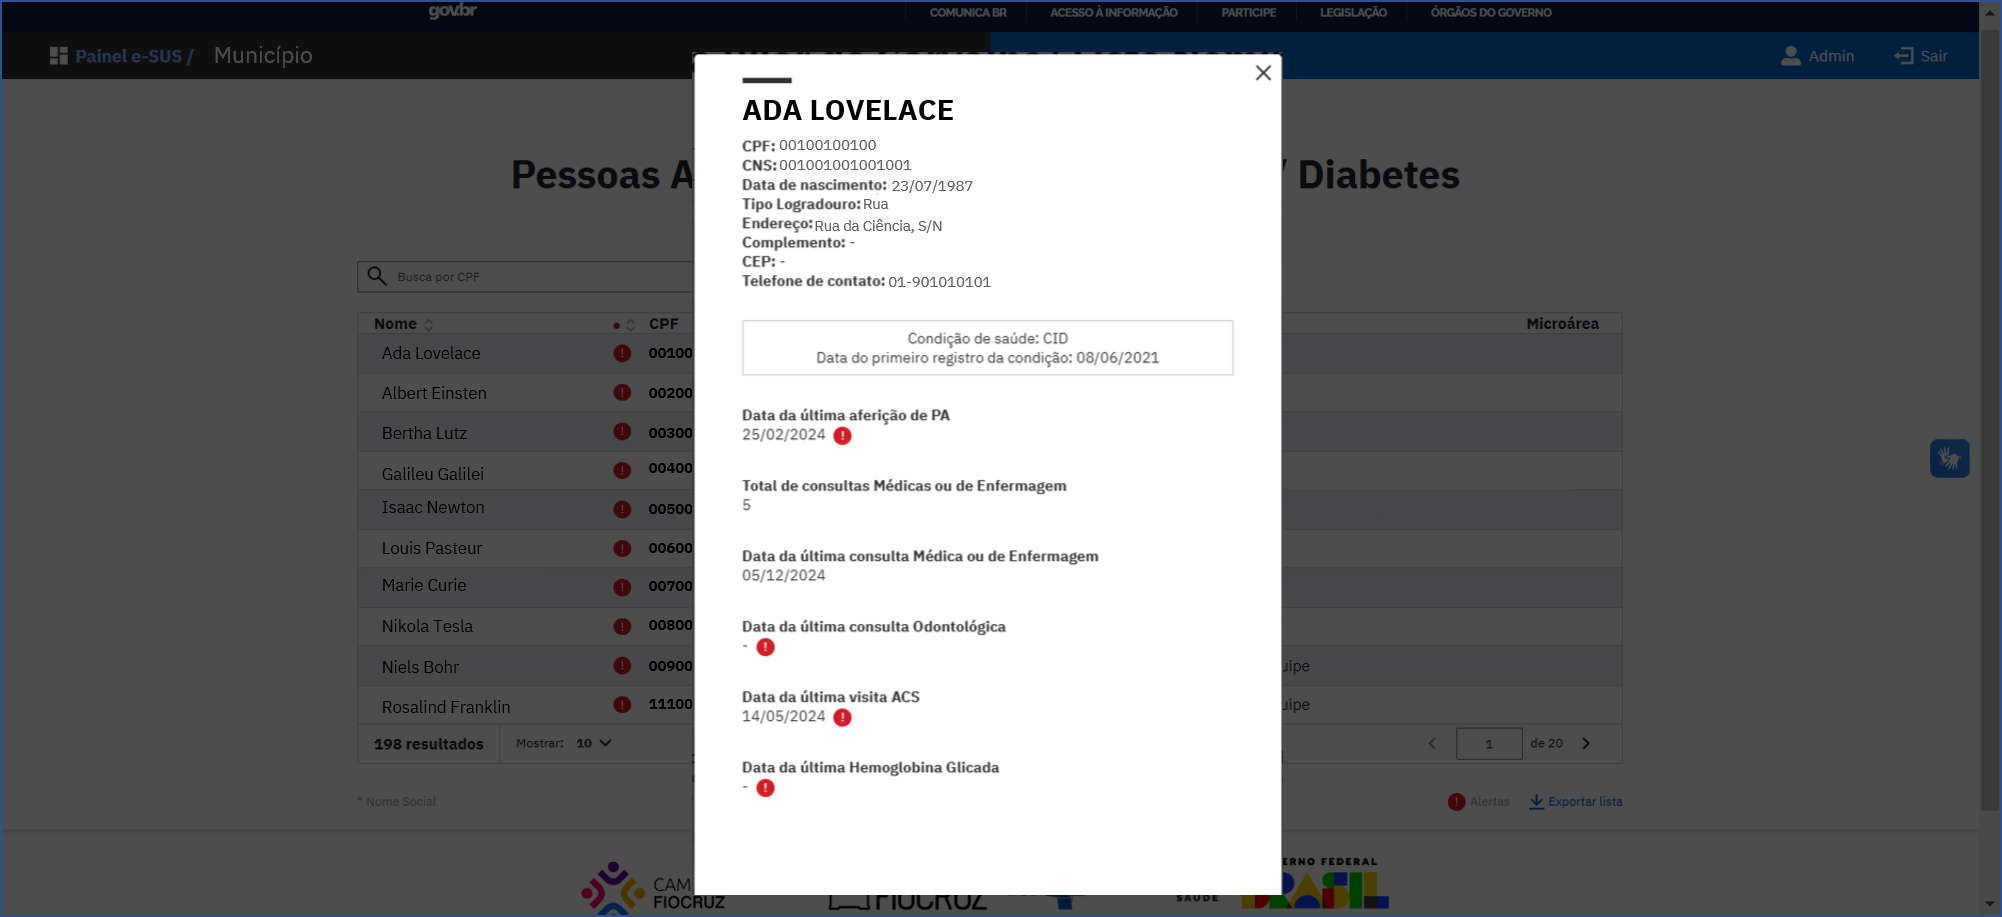 gov.br
COMUNICA BR
ACESSO À INFORMAÇÃO
PARTICIPE
LEGISLAÇÃO
ÓRGÃOS DO GOVERNO
Painel e-SUS / Município
Admin
Sair
Pessoas A
/ Diabetes
ADA LOVELACE
CPF: 00100100100
CNS: 001001001001001
Data de nascimento: 23/07/1987
Tipo Logradouro: Rua
Endereço: Rua da Ciência, S/N
Complemento: -
CEP: -
Telefone de contato: 01-901010101
Condição de saúde: CID
Data do primeiro registro da condição: 08/06/2021
Data da última aferição de PA
25/02/2024 !
Total de consultas Médicas ou de Enfermagem
5
Data da última consulta Médica ou de Enfermagem
05/12/2024
Data da última consulta Odontológica
- !
Data da última visita ACS
14/05/2024 !
Data da última Hemoglobina Glicada
- !
Busca por CPF
Nome CPF Microárea
Ada Lovelace ! 00100
Albert Einsten ! 00200
Bertha Lutz ! 00300
Galileu Galilei ! 00400
Isaac Newton ! 00500
Louis Pasteur ! 00600
Marie Curie ! 00700
Nikola Tesla ! 00800
Niels Bohr ! 00900 uipe
Rosalind Franklin ! 11100 uipe
198 resultados Mostrar: 10 1 de 20
* Nome Social ! Alertas Exportar lista
CAM
FIOCRUZ
FIOCRUZ
SAÚDE
ERNO FEDERAL
BRASIL